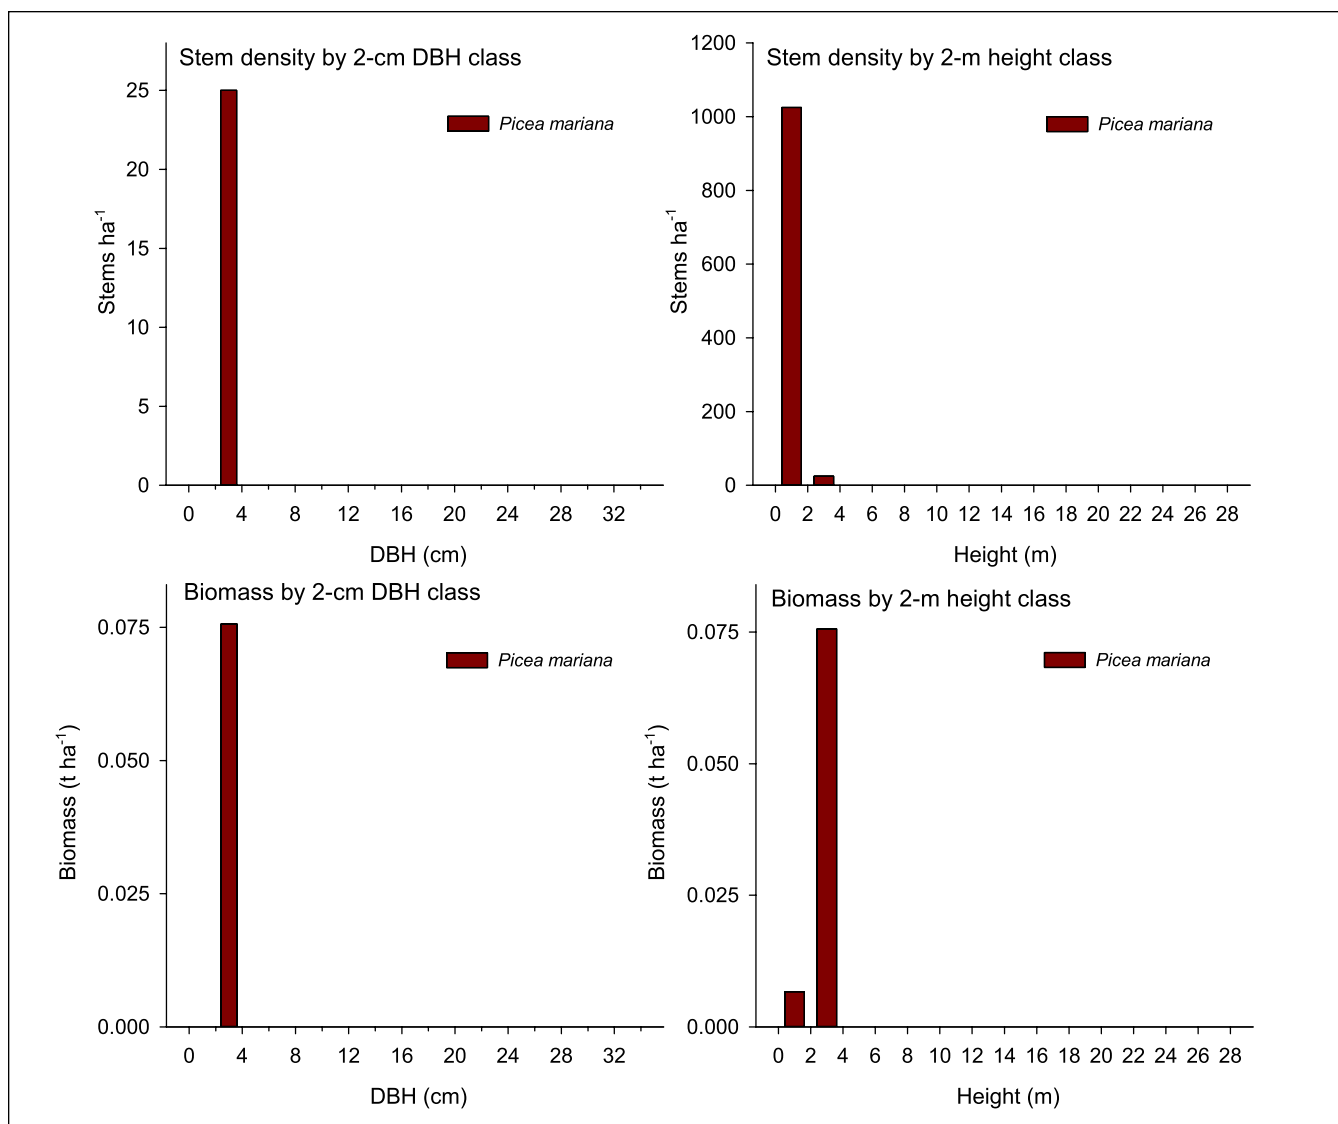 Stem density by 2-cm DBH class
Picea mariana
25
20
15
10
5
0
Stems ha-1
0 4 8 12 16 20 24 28 32
DBH (cm)
Stem density by 2-m height class
Picea mariana
1200
1000
800
600
400
200
0
Stems ha-1
0 2 4 6 8 10 12 14 16 18 20 22 24 26 28
Height (m)
Biomass by 2-cm DBH class
Picea mariana
0.075
0.050
0.025
0.000
Biomass (t ha-1)
0 4 8 12 16 20 24 28 32
DBH (cm)
Biomass by 2-m height class
Picea mariana
0.075
0.050
0.025
0.000
Biomass (t ha-1)
0 2 4 6 8 10 12 14 16 18 20 22 24 26 28
Height (m)